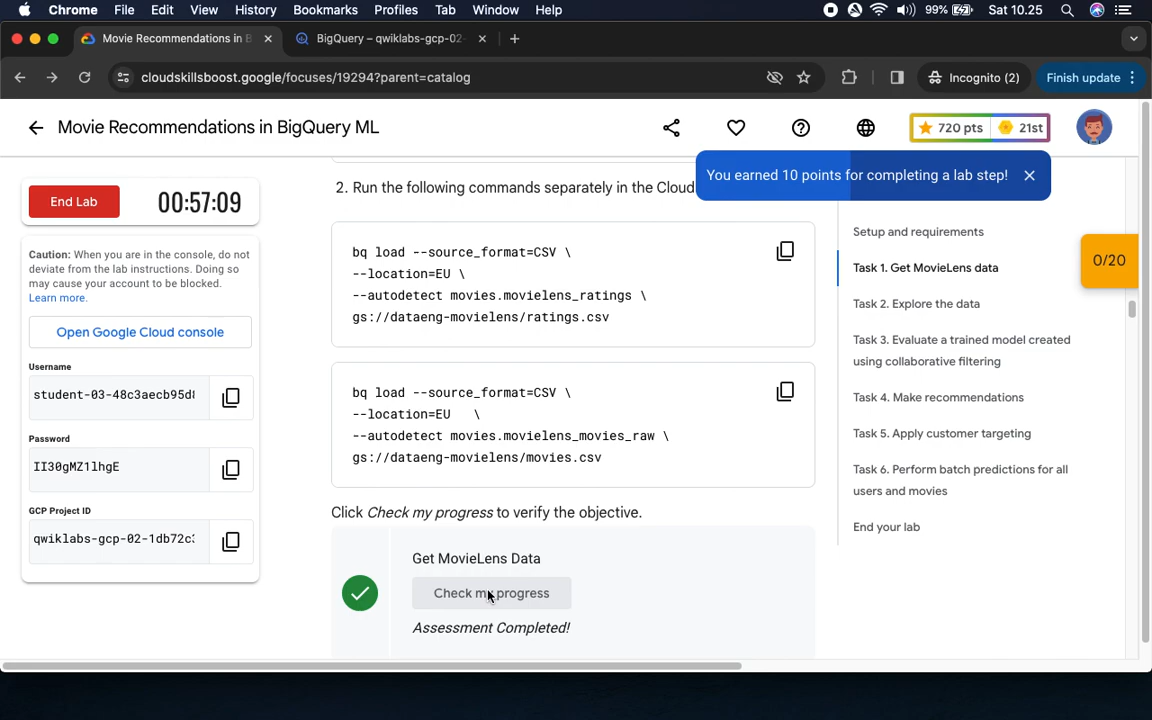 Chrome File Edit View History Bookmarks Profiles Tab Window Help 99% Sat 10.25
Movie Recommendations in B BigQuery – qwiklabs-gcp-02-
cloudskillsboost.google/focuses/19294?parent=catalog Incognito (2) Finish update
Movie Recommendations in BigQuery ML 720 pts 21st
You earned 10 points for completing a lab step!
End Lab 00:57:09
Caution: When you are in the console, do not
deviate from the lab instructions. Doing so
may cause your account to be blocked.
Learn more.
Open Google Cloud console
Username
student-03-48c3aecb95d
Password
II30gMZ1lhgE
GCP Project ID
qwiklabs-gcp-02-1db72c
2. Run the following commands separately in the Cloud
bq load --source_format=CSV \
--location=EU \
--autodetect movies.movielens_ratings \
gs://dataeng-movielens/ratings.csv
bq load --source_format=CSV \
--location=EU \
--autodetect movies.movielens_movies_raw \
gs://dataeng-movielens/movies.csv
Click Check my progress to verify the objective.
Get MovieLens Data
Check my progress
Assessment Completed!
Setup and requirements
Task 1. Get MovieLens data
Task 2. Explore the data
Task 3. Evaluate a trained model created
using collaborative filtering
Task 4. Make recommendations
Task 5. Apply customer targeting
Task 6. Perform batch predictions for all
users and movies
End your lab
0/20